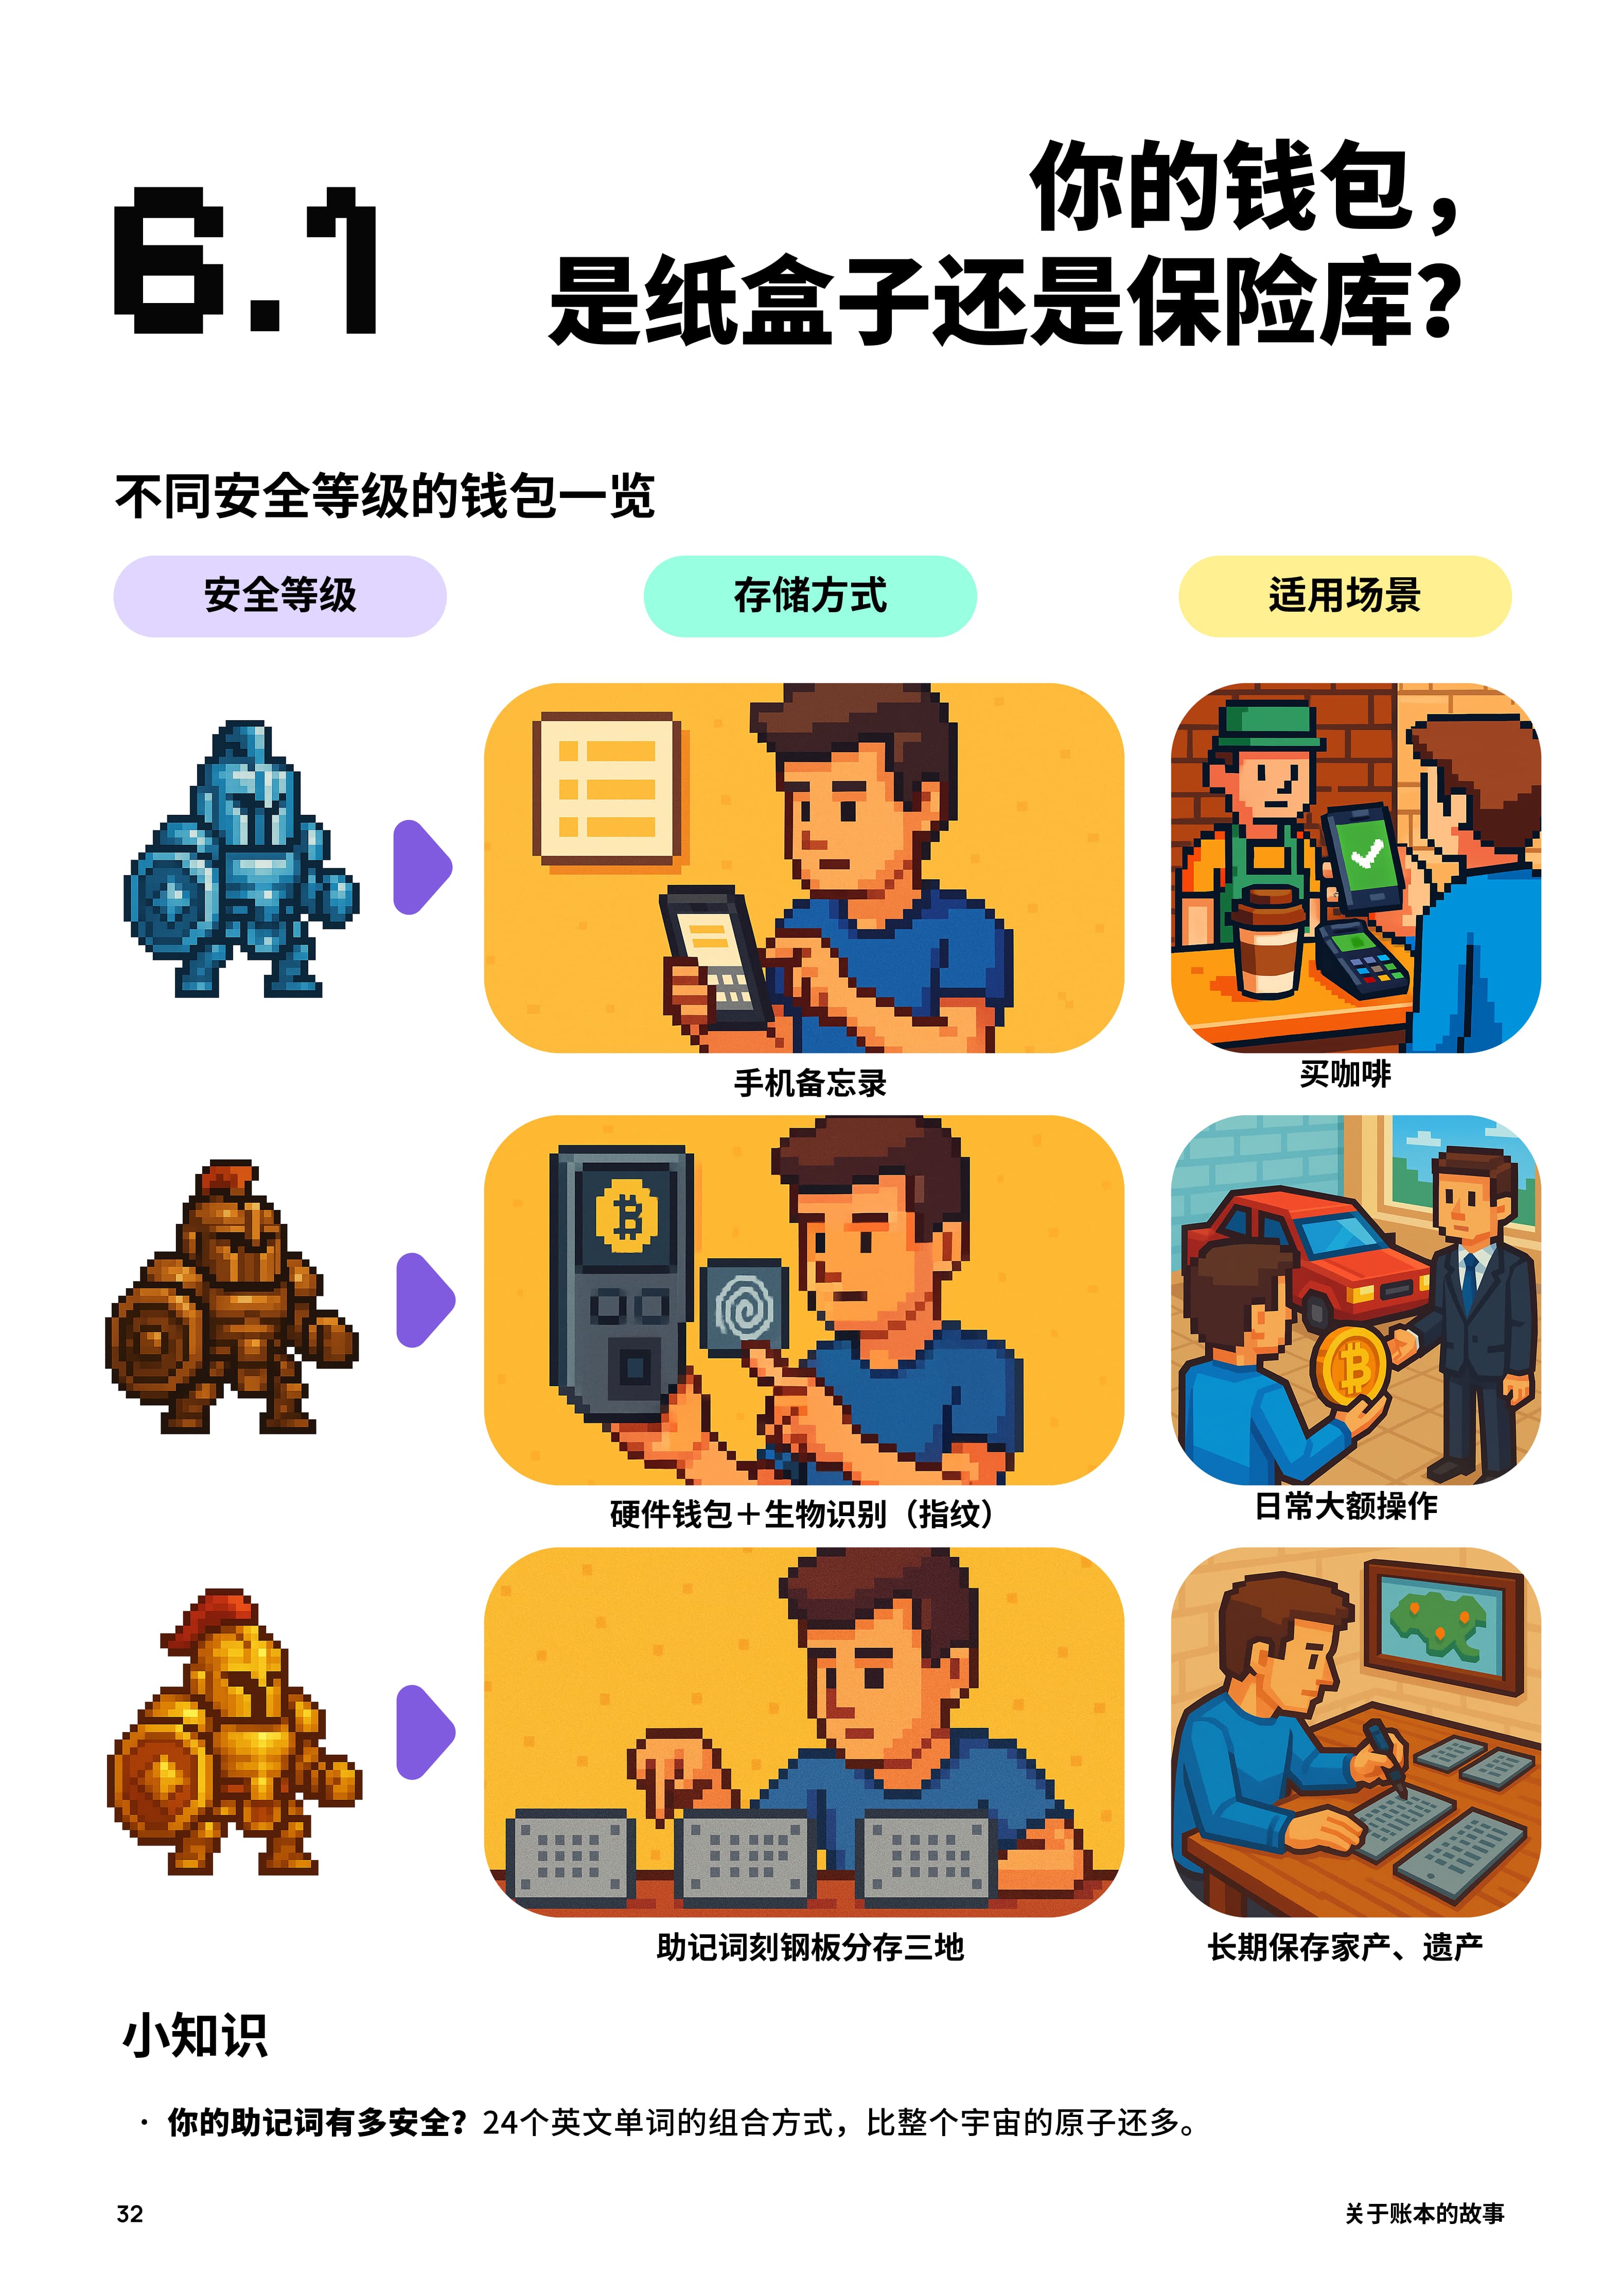 6.1
你的钱包，
是纸盒子还是保险库？
不同安全等级的钱包一览
安全等级
存储方式
适用场景
手机备忘录
买咖啡
硬件钱包＋生物识别（指纹）
日常大额操作
助记词刻钢板分存三地
长期保存家产、遗产
小知识
· 你的助记词有多安全？24个英文单词的组合方式，比整个宇宙的原子还多。
32
关于账本的故事